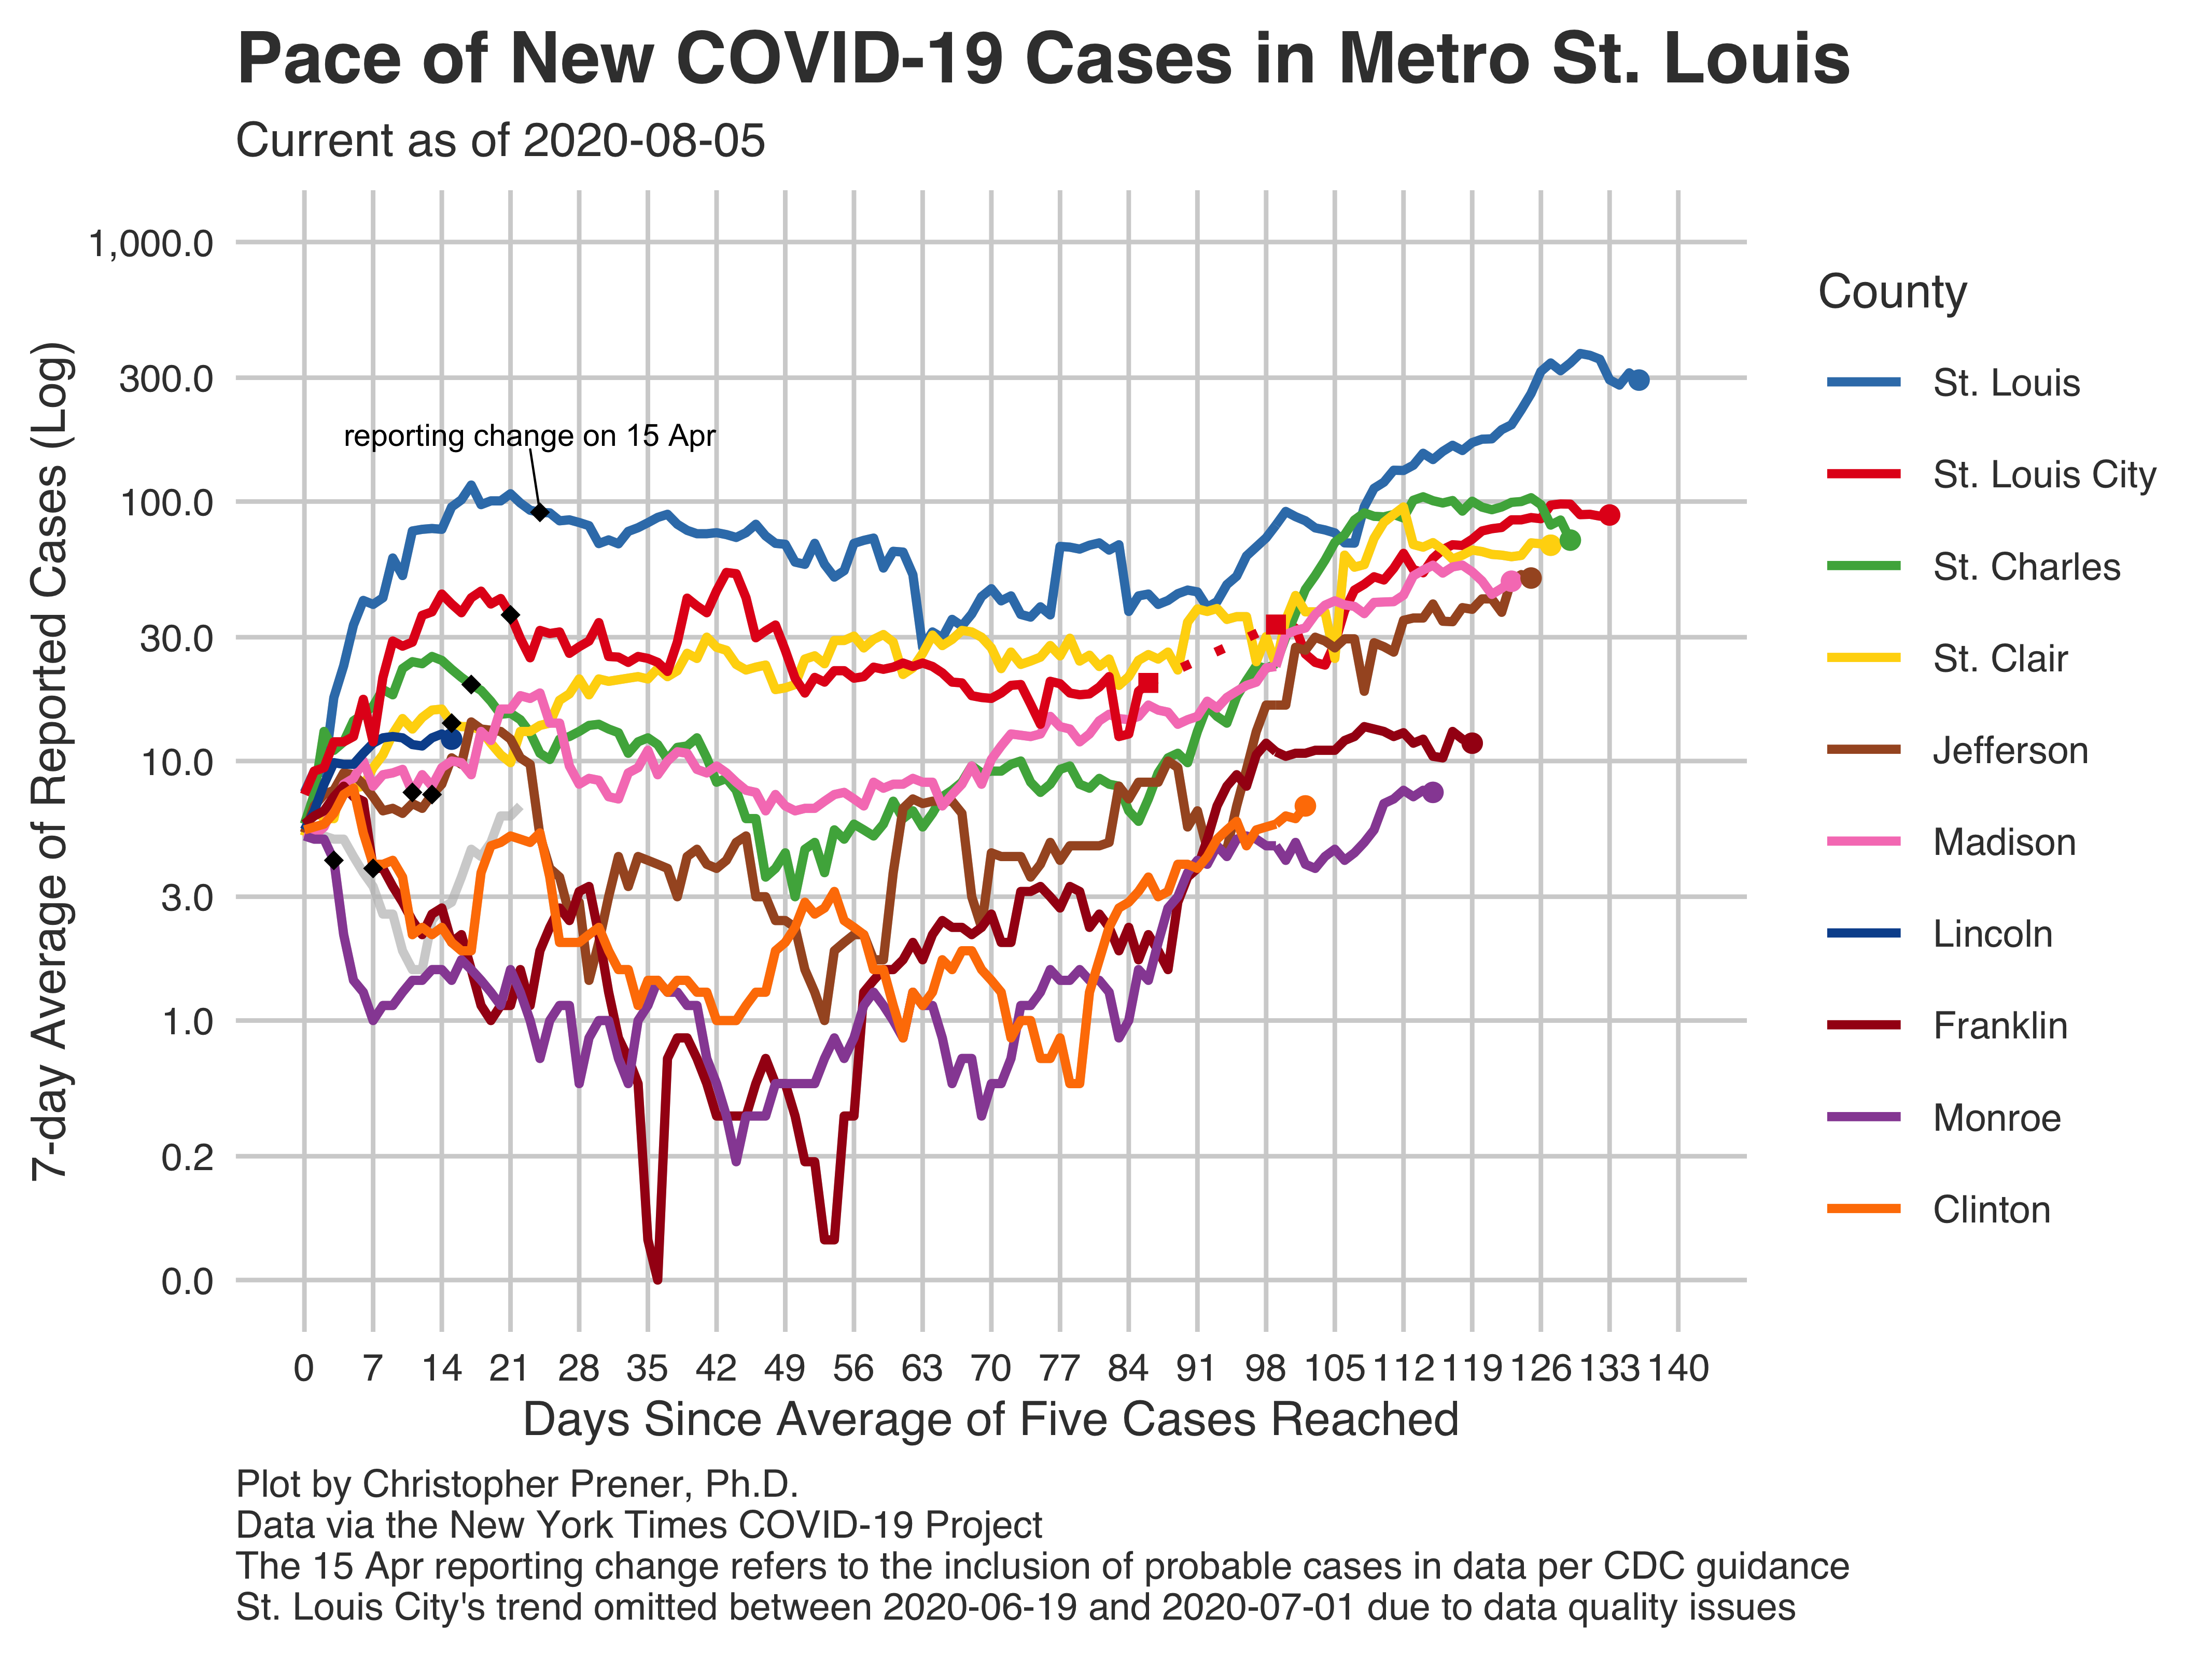 Pace of New COVID-19 Cases in Metro St. Louis
Current as of 2020-08-05
7-day Average of Reported Cases (Log)
1,000.0
300.0
100.0
30.0
10.0
3.0
1.0
0.2
0.0
reporting change on 15 Apr
0 7 14 21 28 35 42 49 56 63 70 77 84 91 98 105 112 119 126 133 140
Days Since Average of Five Cases Reached
County
St. Louis
St. Louis City
St. Charles
St. Clair
Jefferson
Madison
Lincoln
Franklin
Monroe
Clinton
Plot by Christopher Prener, Ph.D.
Data via the New York Times COVID-19 Project
The 15 Apr reporting change refers to the inclusion of probable cases in data per CDC guidance
St. Louis City's trend omitted between 2020-06-19 and 2020-07-01 due to data quality issues